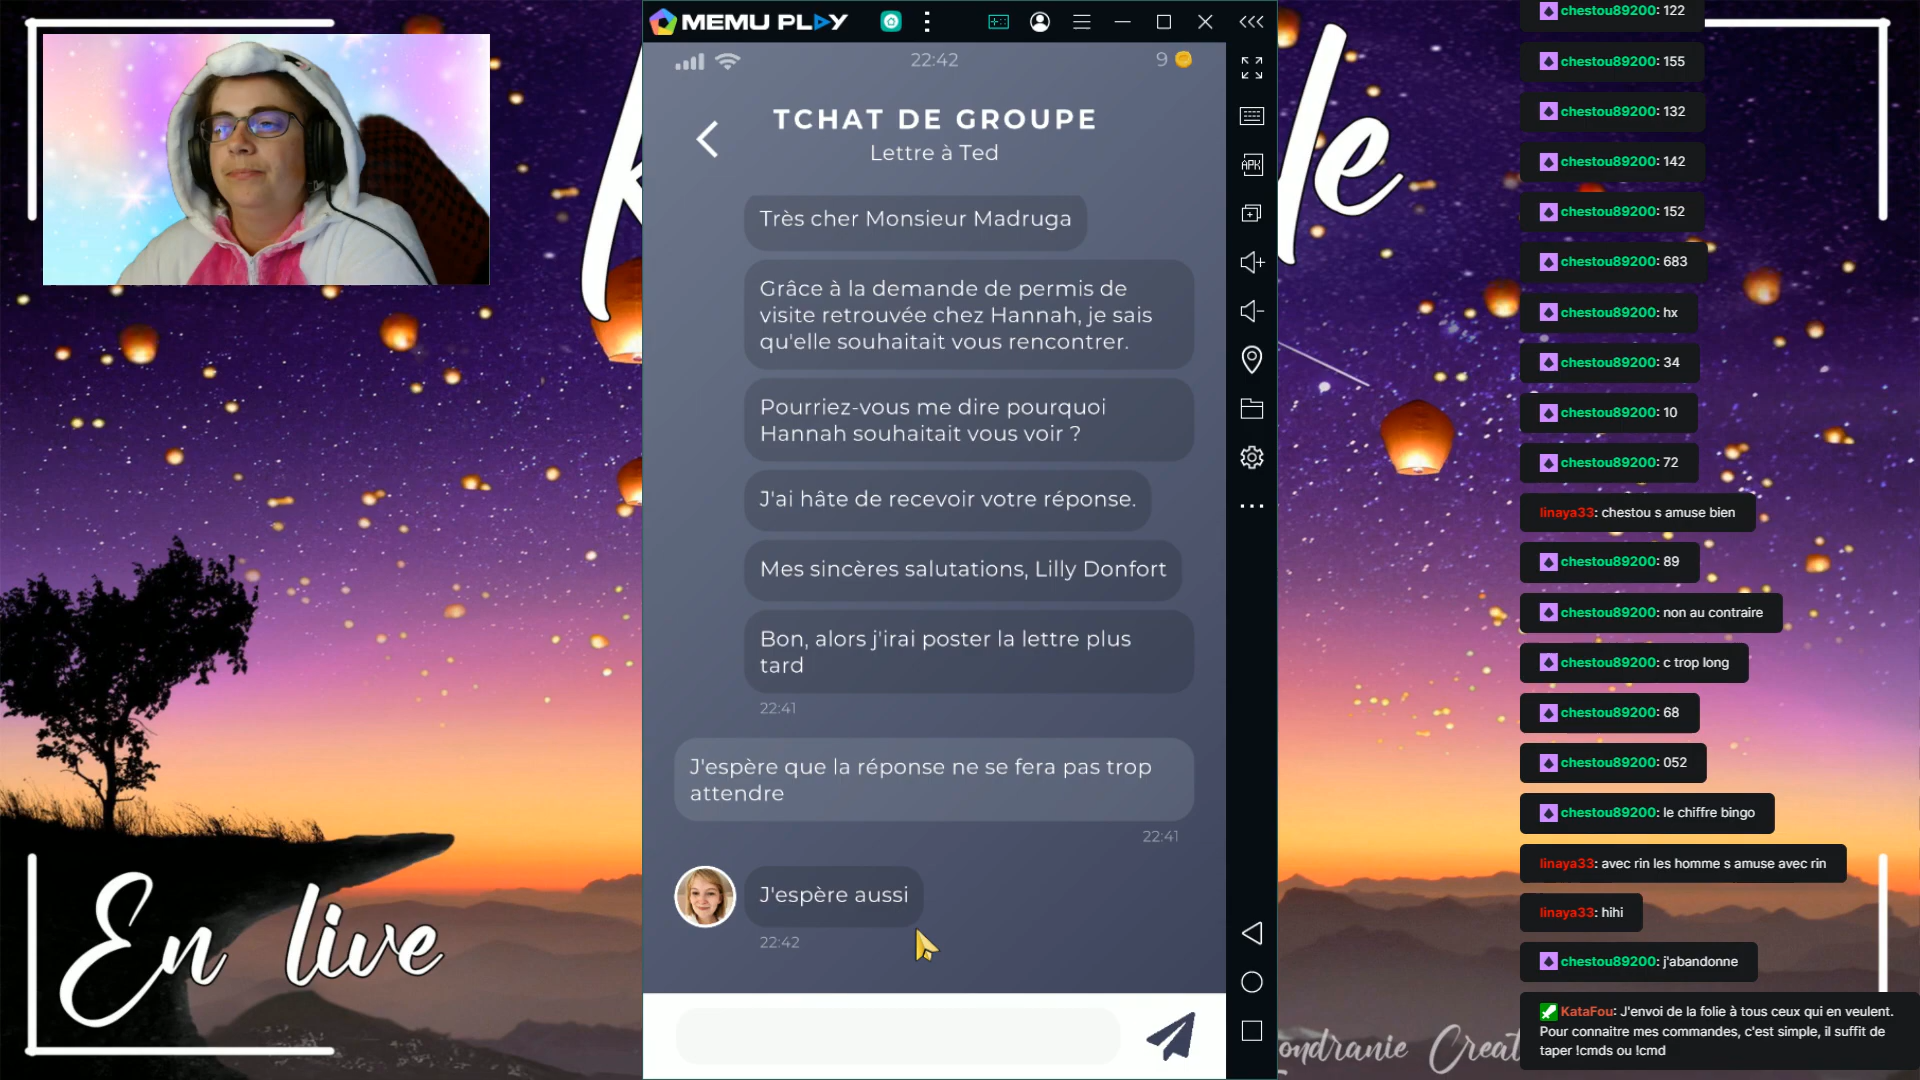 MEMU PLAY
22:42
9
TCHAT DE GROUPE
Lettre à Ted
Très cher Monsieur Madruga
Grâce à la demande de permis de
visite retrouvée chez Hannah, je sais
qu'elle souhaitait vous rencontrer.
Pourriez-vous me dire pourquoi
Hannah souhaitait vous voir ?
J'ai hâte de recevoir votre réponse.
Mes sincères salutations, Lilly Donfort
Bon, alors j'irai poster la lettre plus
tard
22:41
J'espère que la réponse ne se fera pas trop
attendre
22:41
J'espère aussi
22:42
APK
En live
chestou89200: 122
chestou89200: 155
chestou89200: 132
chestou89200: 142
chestou89200: 152
chestou89200: 683
chestou89200: hx
chestou89200: 34
chestou89200: 10
chestou89200: 72
linaya33: chestou s amuse bien
chestou89200: 89
chestou89200: non au contraire
chestou89200: c trop long
chestou89200: 68
chestou89200: 052
chestou89200: le chiffre bingo
linaya33: avec rin les homme s amuse avec rin
linaya33: hihi
chestou89200: j'abandonne
KataFou: J'envoi de la folie à tous ceux qui en veulent.
Pour connaitre mes commandes, c'est simple, il suffit de
taper !cmds ou !cmd